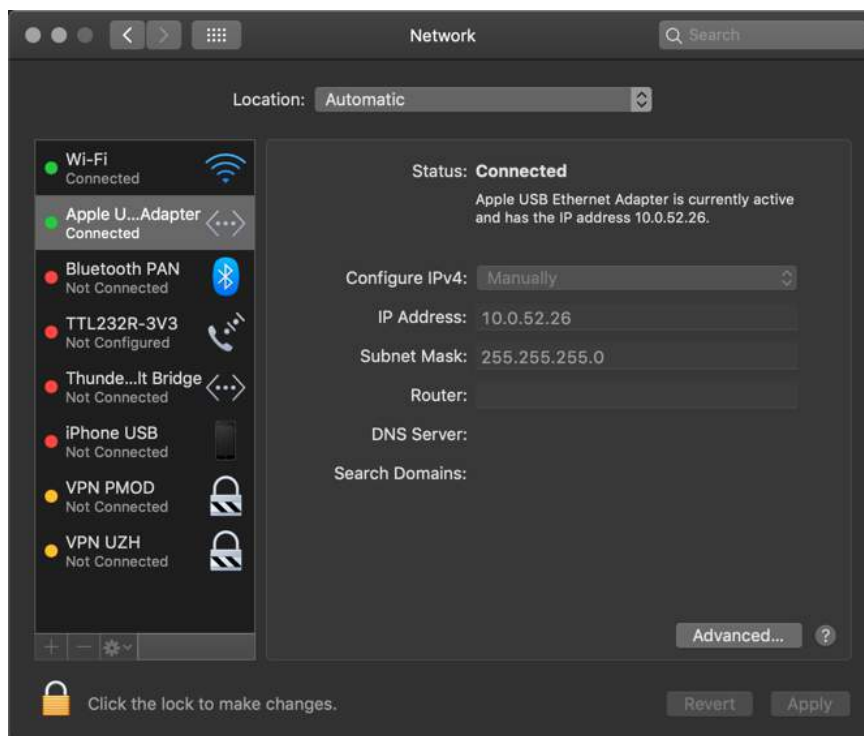 Network
Search
Location: Automatic
Wi-Fi
Connected
Apple U...Adapter
Connected
Bluetooth PAN
Not Connected
TTL232R-3V3
Not Configured
Thunde...lt Bridge
Not Connected
iPhone USB
Not Connected
VPN PMOD
Not Connected
VPN UZH
Not Connected
Status: Connected
Apple USB Ethernet Adapter is currently active
and has the IP address 10.0.52.26.
Configure IPv4: Manually
IP Address: 10.0.52.26
Subnet Mask: 255.255.255.0
Router:
DNS Server:
Search Domains:
Advanced... ?
Click the lock to make changes.
Revert Apply